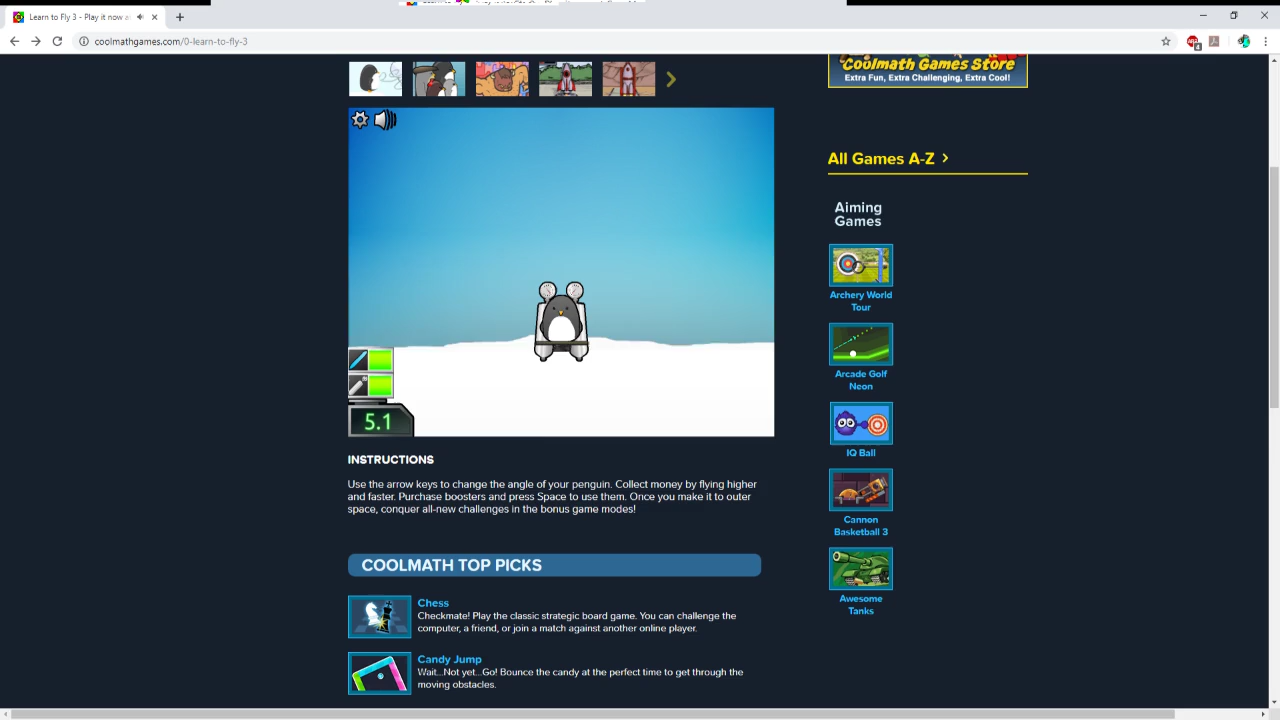 Learn to Fly 3 - Play it now a
coolmathgames.com/0-learn-to-fly-3
4
Coolmath Games Store
Extra Fun, Extra Challenging, Extra Cool!
All Games A-Z >
Aiming
Games
Archery World
Tour
Arcade Golf
Neon
IQ Ball
Cannon
Basketball 3
Awesome
Tanks
5.1
INSTRUCTIONS
Use the arrow keys to change the angle of your penguin. Collect money by flying higher
and faster. Purchase boosters and press Space to use them. Once you make it to outer
space, conquer all-new challenges in the bonus game modes!
COOLMATH TOP PICKS
Chess
Checkmate! Play the classic strategic board game. You can challenge the
computer, a friend, or join a match against another online player.
Candy Jump
Wait...Not yet...Go! Bounce the candy at the perfect time to get through the
moving obstacles.